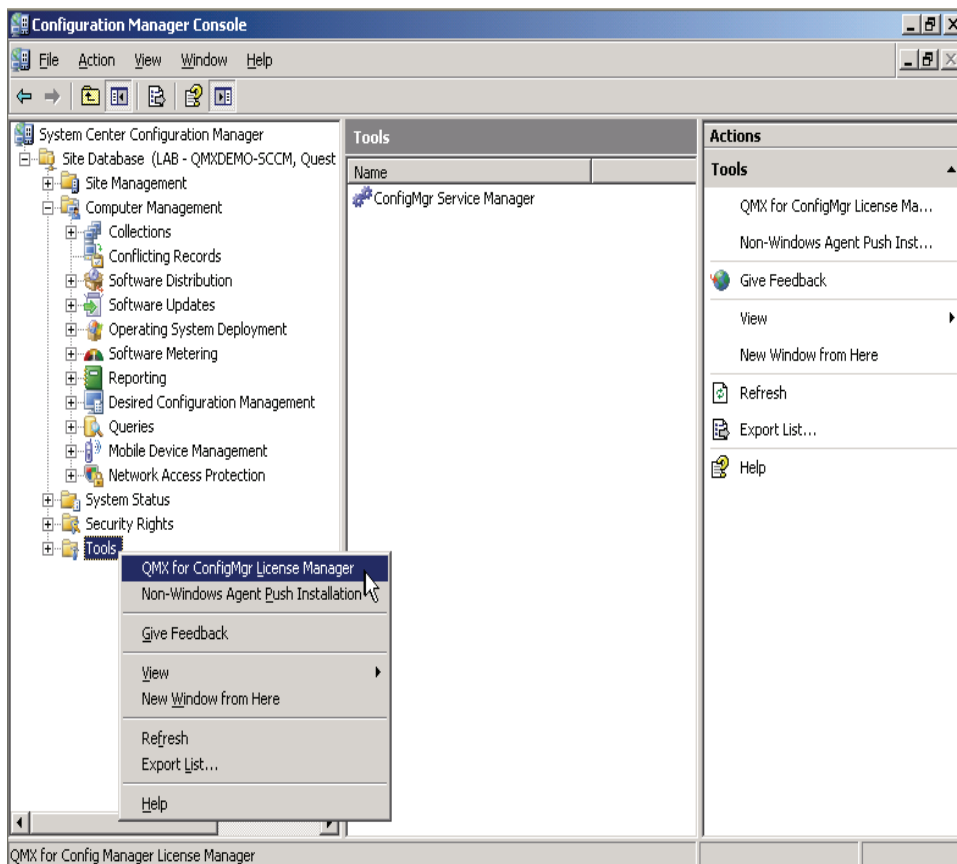 Configuration Manager Console
File Action View Window Help
System Center Configuration Manager
Site Database (LAB - QMXDEMO-SCCM, Quest
Site Management
Computer Management
Collections
Conflicting Records
Software Distribution
Software Updates
Operating System Deployment
Software Metering
Reporting
Desired Configuration Management
Queries
Mobile Device Management
Network Access Protection
System Status
Security Rights
Tools
QMX for ConfigMgr License Manager
Non-Windows Agent Push Installation
Give Feedback
View
New Window from Here
Refresh
Export List...
Help
Tools
Name
ConfigMgr Service Manager
Actions
Tools
QMX for ConfigMgr License Ma...
Non-Windows Agent Push Inst...
Give Feedback
View
New Window from Here
Refresh
Export List...
Help
QMX for Config Manager License Manager